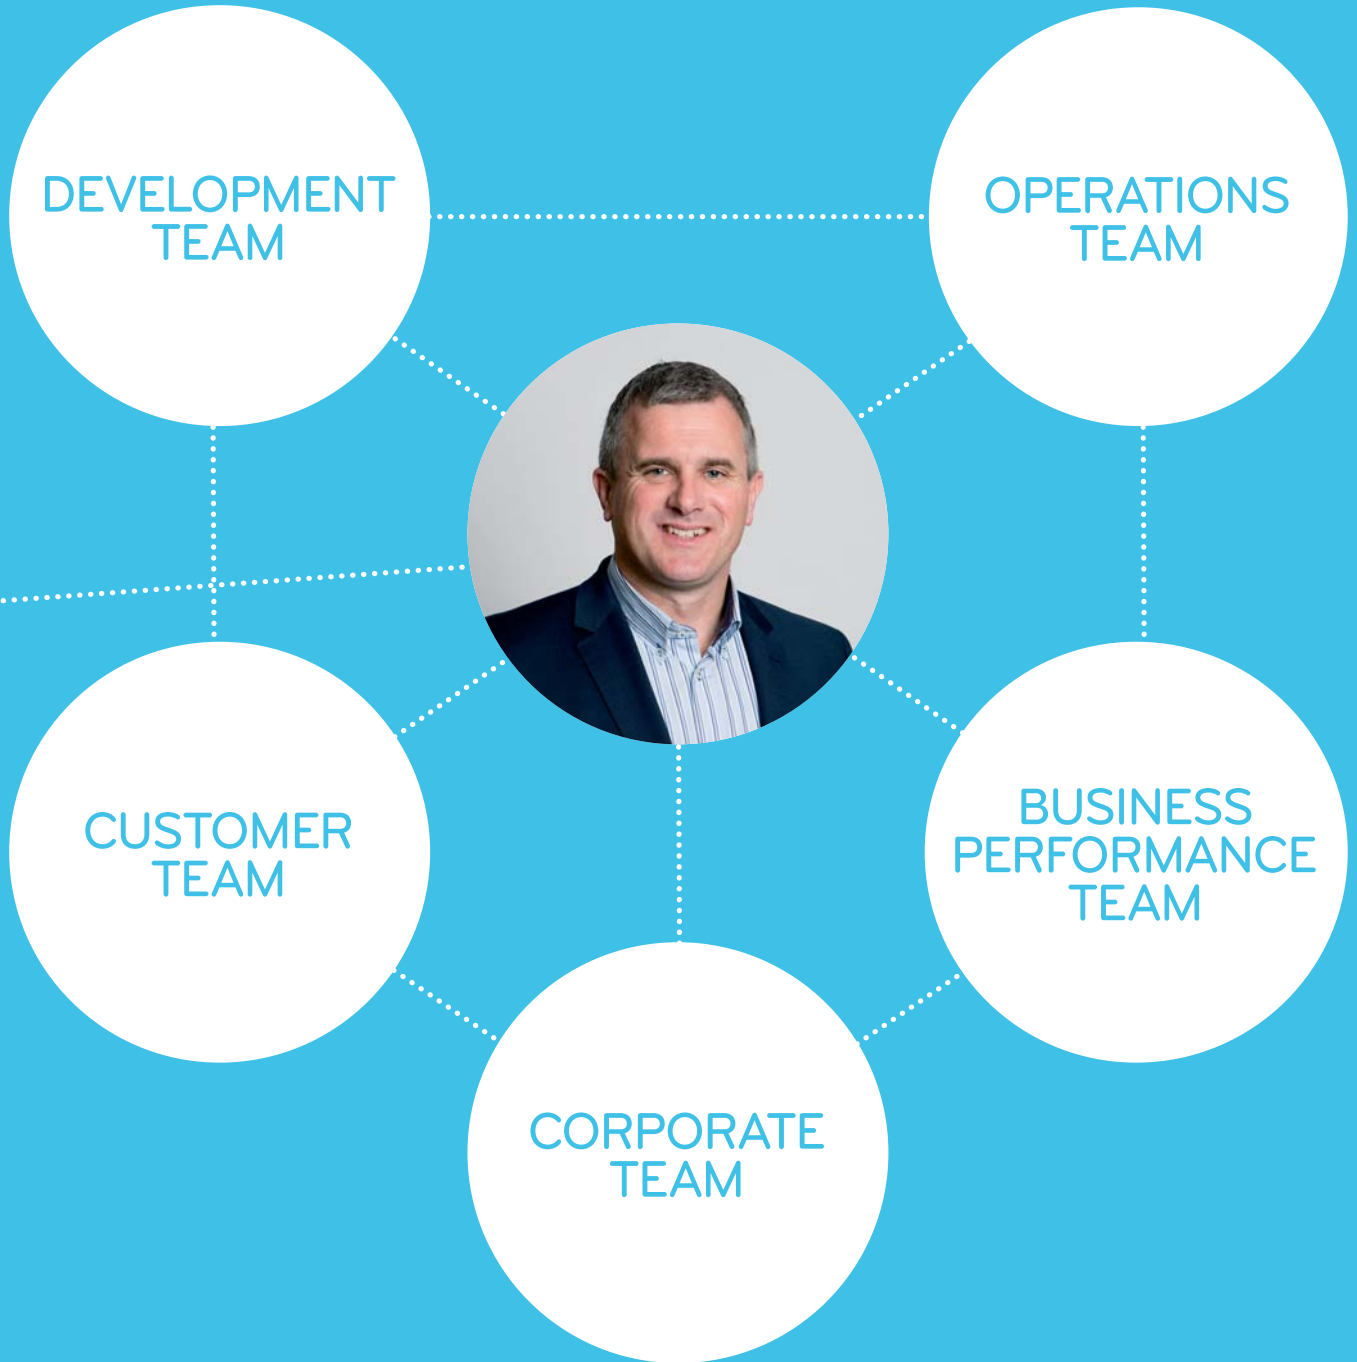 DEVELOPMENT
TEAM
OPERATIONS
TEAM
CUSTOMER
TEAM
BUSINESS
PERFORMANCE
TEAM
CORPORATE
TEAM